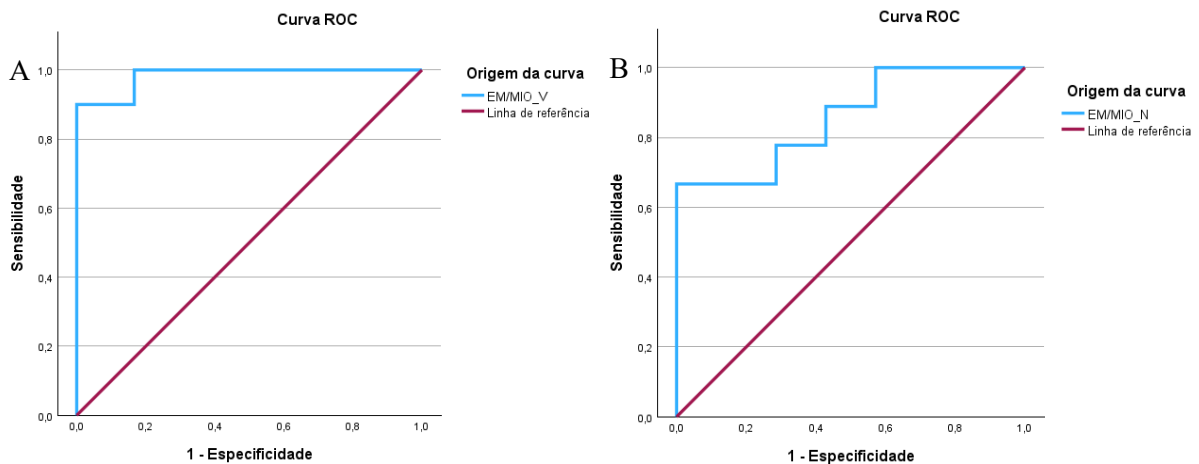 A
Curva ROC
1,0
0,8
0,6
0,4
0,2
0,0
0,0 0,2 0,4 0,6 0,8 1,0
Sensibilidade
1 - Especificidade
Origem da curva
EM/MIO_V
Linha de referência
B
Curva ROC
1,0
0,8
0,6
0,4
0,2
0,0
0,0 0,2 0,4 0,6 0,8 1,0
Sensibilidade
1 - Especificidade
Origem da curva
EM/MIO_N
Linha de referência